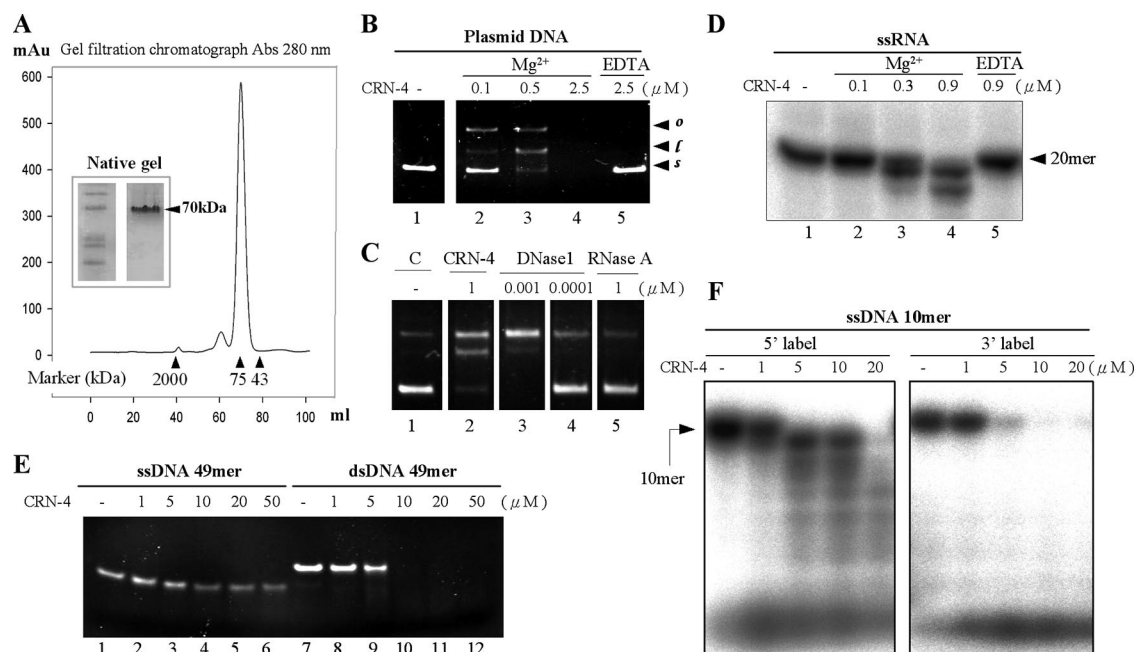 A
mAu
Gel filtration chromatograph Abs 280 nm
600
500
400
300
200
100
0
Native gel
70kDa
Marker (kDa)
2000
75
43
0
20
40
60
80
100
ml
B
Plasmid DNA
Mg²⁺ EDTA
CRN-4 - 0.1 0.5 2.5 2.5 (μM)
o
l
s
1 2 3 4 5
C
C CRN-4 DNase1 RNase A
- 1 0.001 0.0001 1 (μM)
1 2 3 4 5
D
ssRNA
Mg²⁺ EDTA
CRN-4 - 0.1 0.3 0.9 0.9 (μM)
20mer
1 2 3 4 5
E
ssDNA 49mer dsDNA 49mer
CRN-4 - 1 5 10 20 50 - 1 5 10 20 50 (μM)
1 2 3 4 5 6 7 8 9 10 11 12
F
ssDNA 10mer
5' label 3' label
CRN-4 - 1 5 10 20 - 1 5 10 20 (μM)
10mer